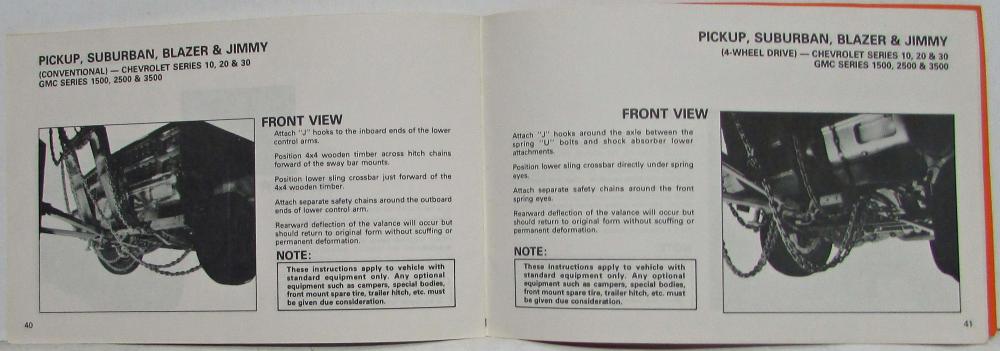 PICKUP, SUBURBAN, BLAZER & JIMMY
(CONVENTIONAL) — CHEVROLET SERIES 10, 20 & 30
GMC SERIES 1500, 2500 & 3500
FRONT VIEW
Attach "J" hooks to the inboard ends of the lower
control arms.
Position 4x4 wooden timber across hitch chains
forward of the sway bar mounts.
Position lower sling crossbar just forward of the
4x4 wooden timber.
Attach separate safety chains around the outboard
ends of lower control arm.
Rearward deflection of the valance will occur but
should return to original form without scuffing or
permanent deformation.
NOTE:
These instructions apply to vehicle with
standard equipment only. Any optional
equipment such as campers, special bodies,
front mount spare tire, trailer hitch, etc. must
be given due consideration.
40
PICKUP, SUBURBAN, BLAZER & JIMMY
(4-WHEEL DRIVE) — CHEVROLET SERIES 10, 20 & 30
GMC SERIES 1500, 2500 & 3500
FRONT VIEW
Attach "J" hooks around the axle between the
spring "U" bolts and shock absorber lower
attachments.
Position lower sling crossbar directly under spring
eyes.
Attach separate safety chains around the front
spring eyes.
Rearward deflection of the valance will occur but
should return to original form without scuffing or
permanent deformation.
NOTE:
These instructions apply to vehicle with
standard equipment only. Any optional
equipment such as campers, special bodies,
front mount spare tire, trailer hitch, etc. must
be given due consideration.
41